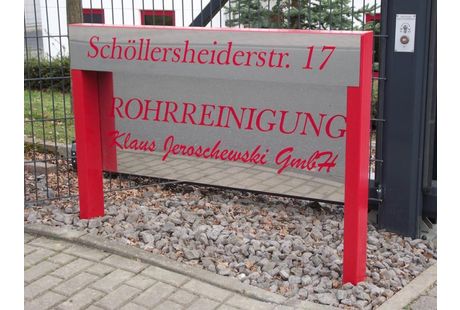 Schöllersheiderstr. 17
ROHRREINIGUNG
Klaus Jeroschewski GmbH